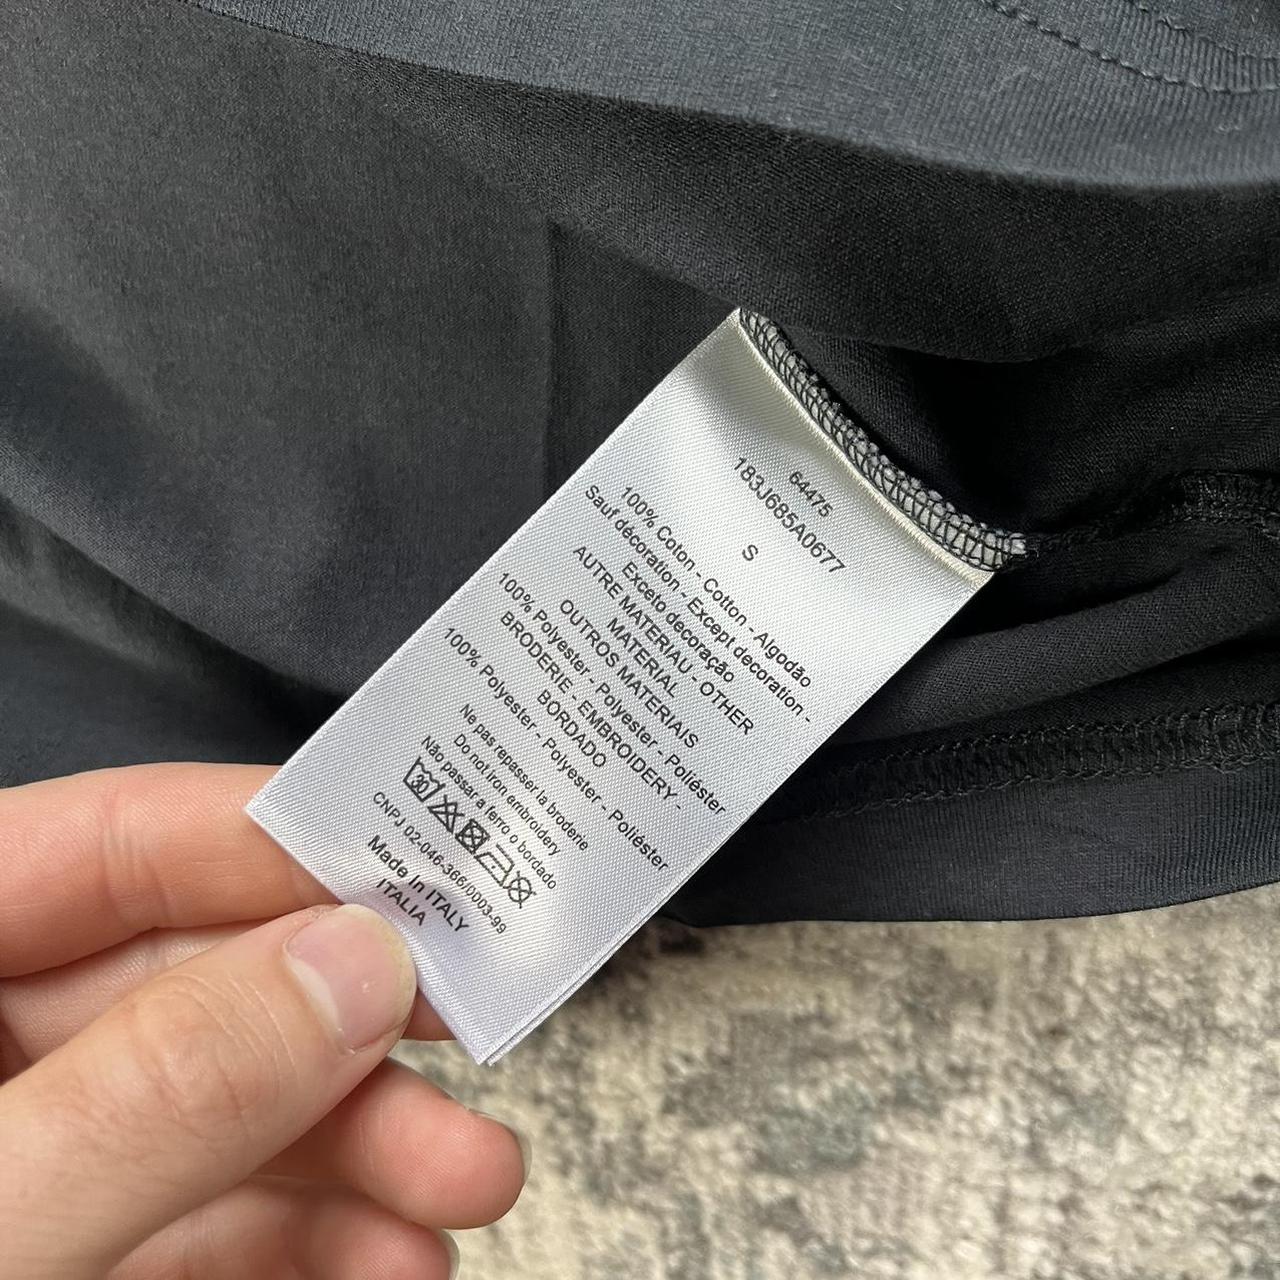 64475
183J685A0677
S
100% Coton - Cotton - Algodão
Sauf décoration - Except decoration -
Exceto decoração
AUTRE MATERIAU - OTHER
MATERIAL
OUTROS MATERIAIS
100% Polyester - Polyester - Poliéster
BRODERIE - EMBROIDERY -
BORDADO
100% Polyester - Polyester - Poliéster
Ne pas repasser la broderie
Do not iron embroidery
Não passar a ferro o bordado
30
CNPJ 02-046-366/0003-99
Made In ITALY
ITALIA